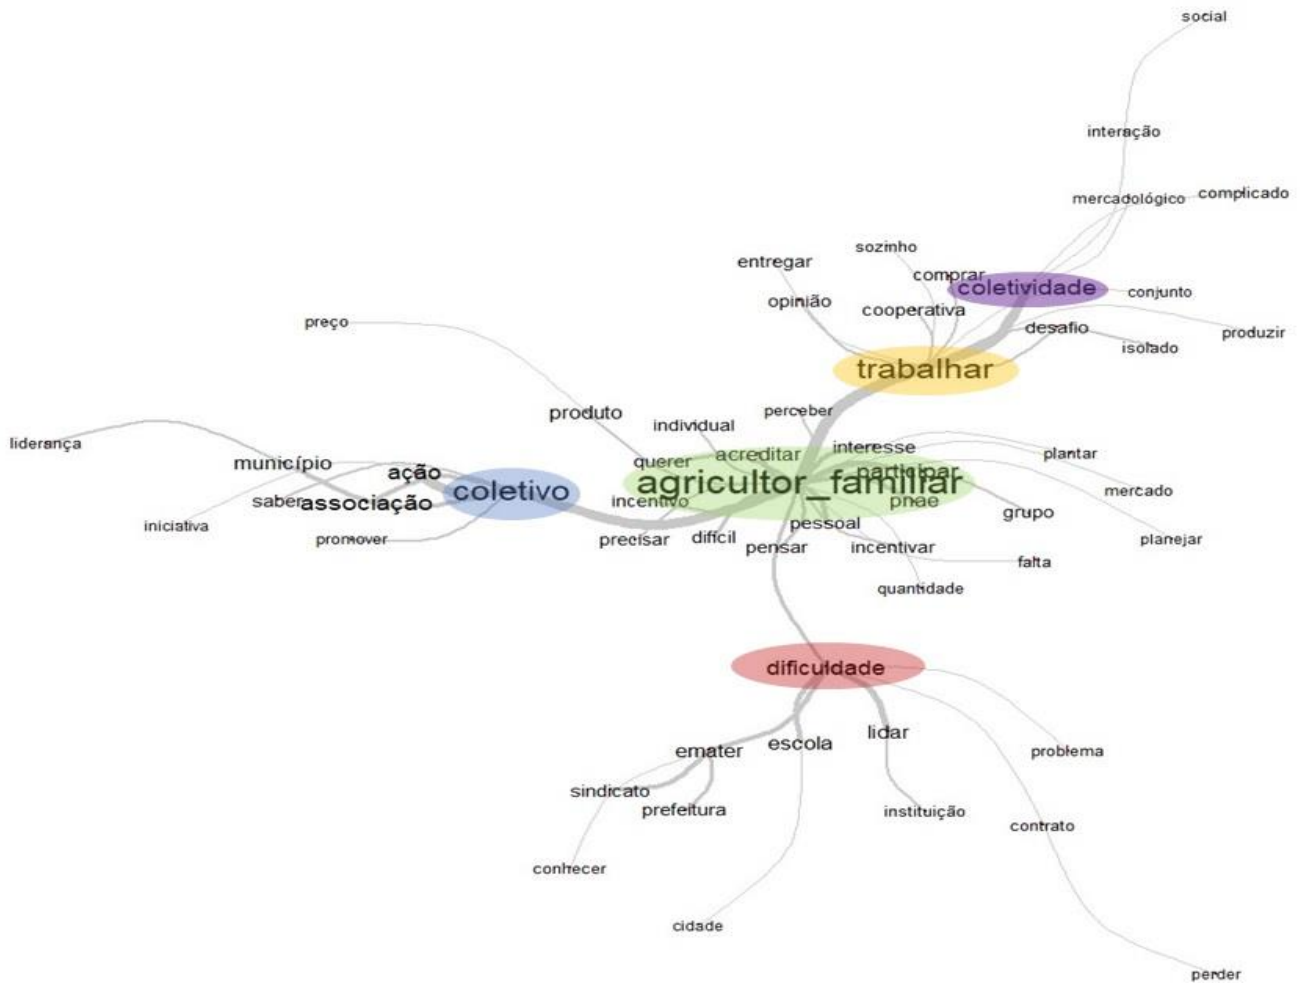 social
interação
mercadológico
complicado
sozinho
entregar
comprar
coletividade
conjunto
opinião
cooperativa
preço
desafio
produzir
isolado
trabalhar
perceber
produto
individual
liderança
interesse
acreditar
plantar
município
querer
ação
participar
agricultor_familiar
coletivo
mercado
saber
associação
incentivo
pnae
grupo
iniciativa
pessoal
promover
precisar
difícil
pensar
incentivar
planejar
falta
quantidade
dificuldade
lidar
escola
emater
problema
sindicato
prefeitura
instituição
contrato
conhecer
cidade
perder